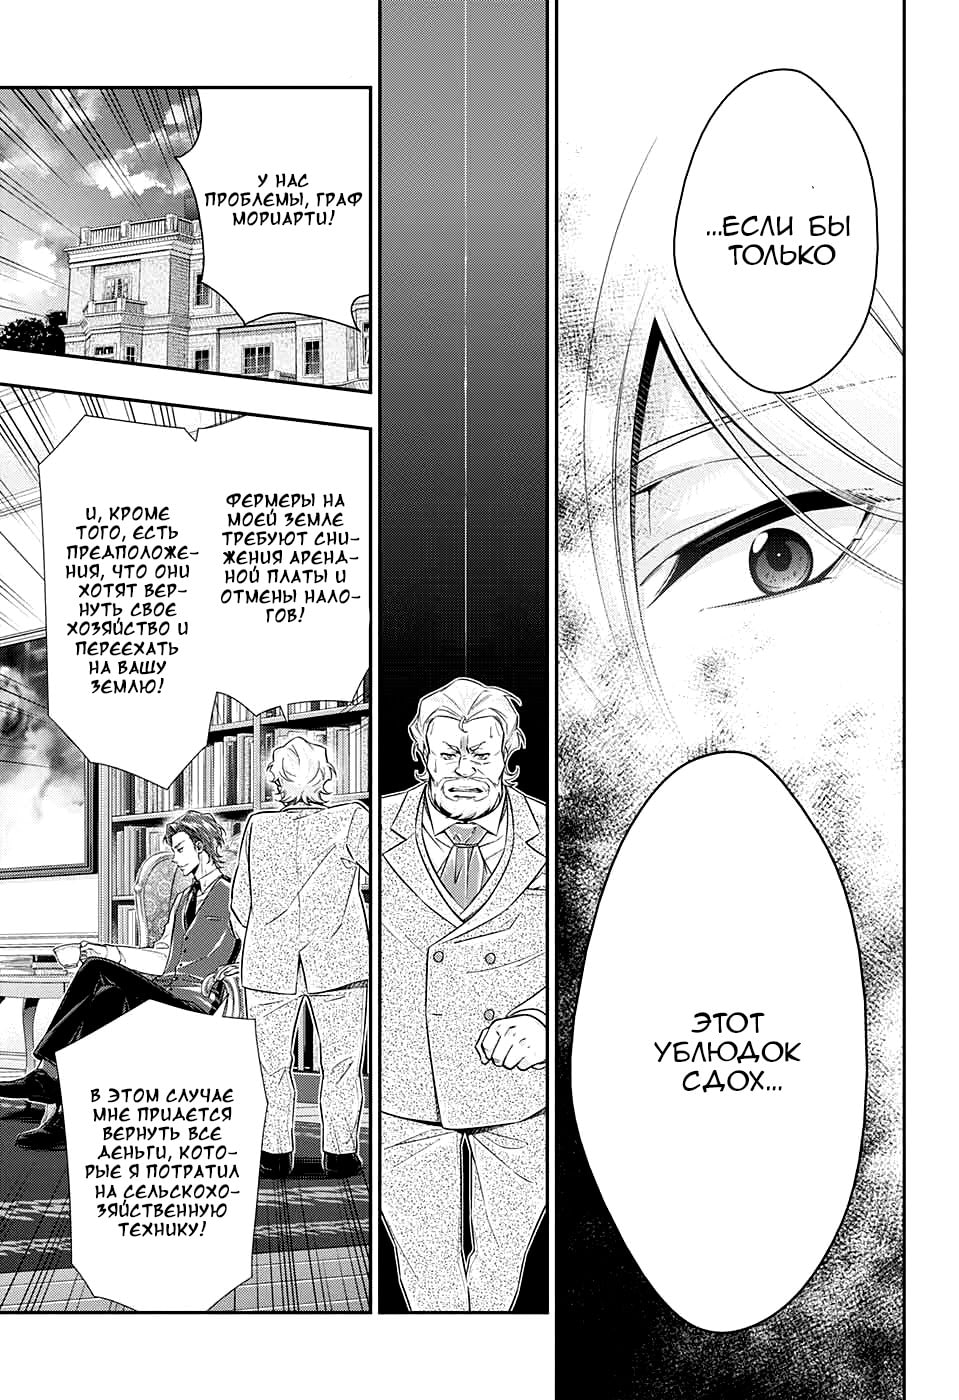 ...ЕСЛИ БЫ
ТОЛЬКО
ЭТОТ
УБЛЮДОК
СДОХ...
У НАС
ПРОБЛЕМЫ, ГРАФ
МОРИАРТИ!
ФЕРМЕРЫ НА
МОЕЙ ЗЕМЛЕ
ТРЕБУЮТ СНИ-
ЖЕНИЯ АРЕНД-
НОЙ ПЛАТЫ И
ОТМЕНЫ НАЛО-
ГОВ!
И, КРОМЕ
ТОГО, ЕСТЬ
ПРЕДПОЛОЖЕ-
НИЯ, ЧТО ОНИ
ХОТЯТ ВЕР-
НУТЬ СВОЕ
ХОЗЯЙСТВО И
ПЕРЕЕХАТЬ
НА ВАШУ
ЗЕМЛЮ!
В ЭТОМ СЛУЧАЕ
МНЕ ПРИДЕТСЯ
ВЕРНУТЬ ВСЕ
ДЕНЬГИ, КОТО-
РЫЕ Я ПОТРАТИЛ
НА СЕЛЬСКОХО-
ЗЯЙСТВЕННУЮ
ТЕХНИКУ!